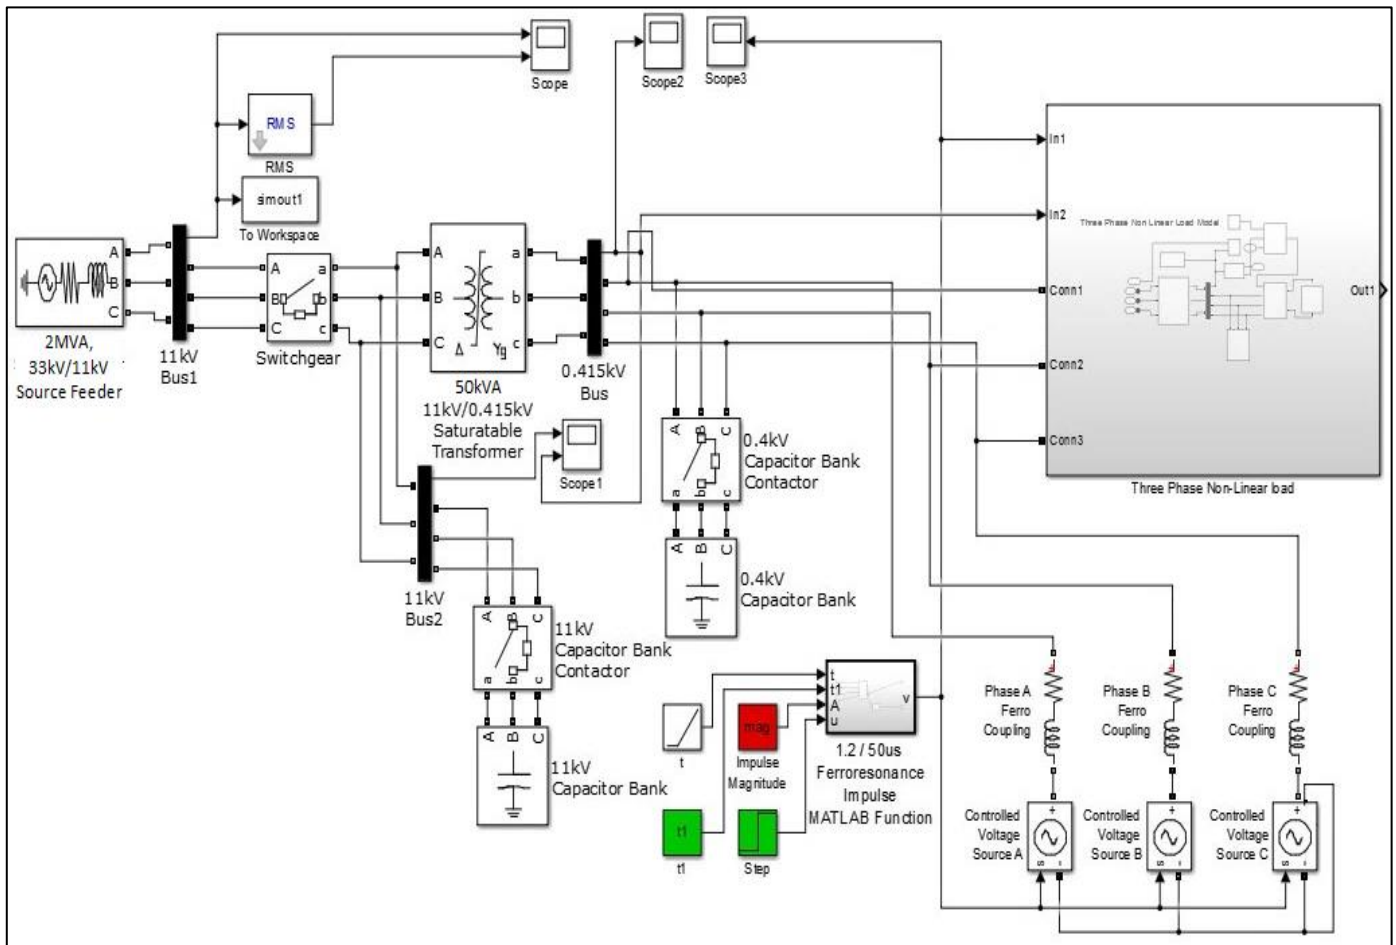 Scope
Scope2
Scope3
RMS
RMS
simout1
To Workspace
A
B
C
2MVA,
33kV/11kV
Source Feeder
11kV
Bus1
A
B
C
a
b
c
Switchgear
A
B
C
a
b
c
Δ
Yg
50kVA
11kV/0.415kV
Saturatable
Transformer
0.415kV
Bus
In1
In2
Conn1
Conn2
Conn3
Out1
Three Phase Non Linear Load Model
Three Phase Non-Linear load
Scope1
11kV
Bus2
A
B
C
a
b
c
0.4kV
Capacitor Bank
Contactor
A
B
C
0.4kV
Capacitor Bank
A
B
C
a
b
c
11kV
Capacitor Bank
Contactor
A
B
C
11kV
Capacitor Bank
t
mag
Impulse
Magnitude
t1
t1
Step
t
t1
A
u
v
1.2 / 50us
Ferroresonance
Impulse
MATLAB Function
Phase A
Ferro
Coupling
Phase B
Ferro
Coupling
Phase C
Ferro
Coupling
+
Controlled
Voltage
Source A
s
-
+
Controlled
Voltage
Source B
s
-
+
Controlled
Voltage
Source C
s
-